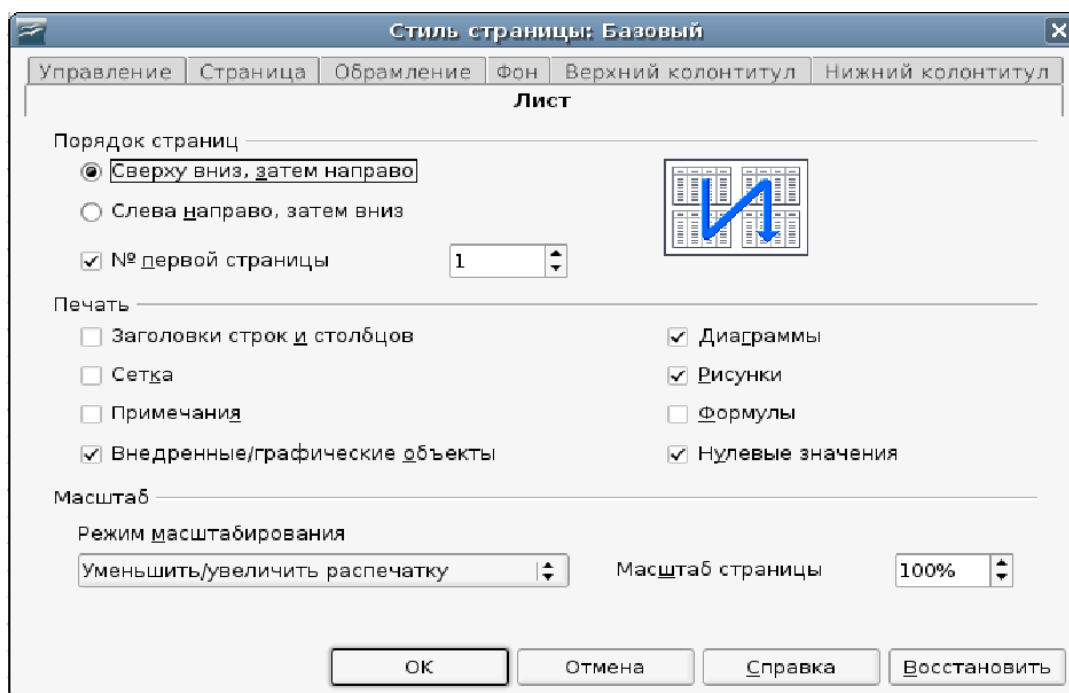 Стиль страницы: Базовый
Управление Страница Обрамление Фон Верхний колонтитул Нижний колонтитул
Лист
Порядок страниц
Сверху вниз, затем направо
Слева направо, затем вниз
№ первой страницы 1
Печать
Заголовки строк и столбцов Диаграммы
Сетка Рисунки
Примечания Формулы
Внедренные/графические объекты Нулевые значения
Масштаб
Режим масштабирования
Уменьшить/увеличить распечатку Масштаб страницы 100%
ОК Отмена Справка Восстановить